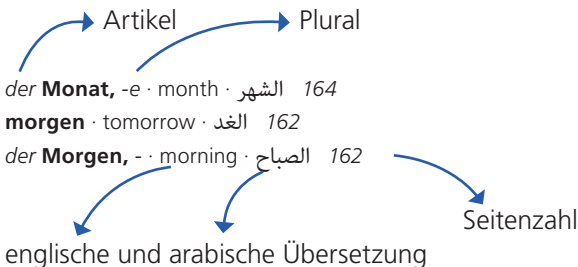 Artikel Plural
der Monat, -e · month · الشهر 164
morgen · tomorrow · الغد 162
der Morgen, - · morning · الصباح 162
Seitenzahl
englische und arabische Übersetzung